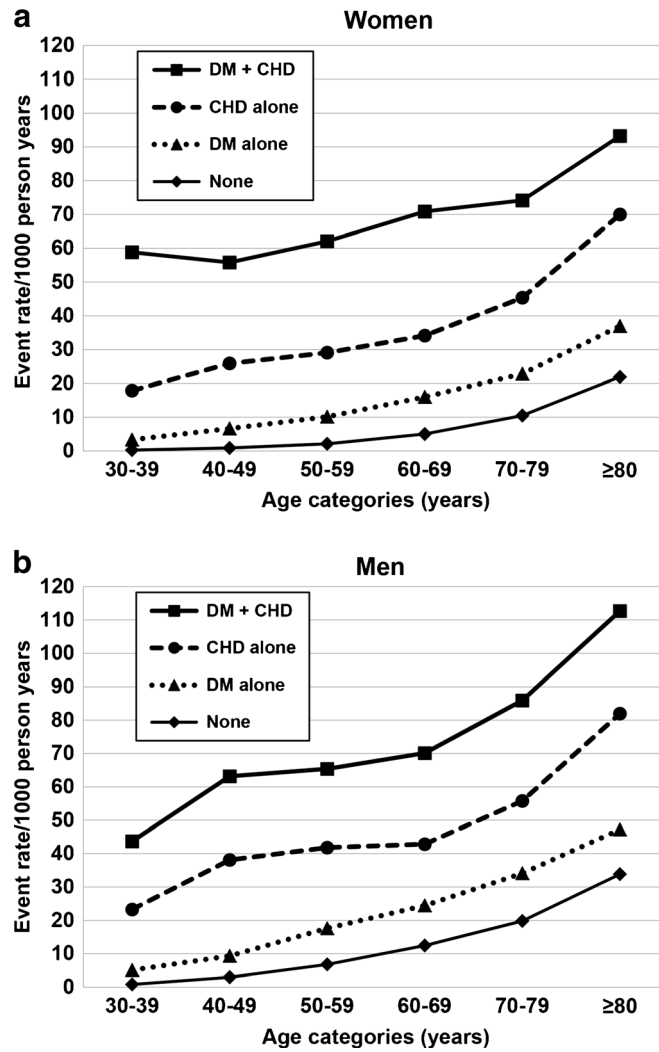 a
Women
120
110
100
90
80
70
60
50
40
30
20
10
0
Event rate/1000 person years
DM + CHD
CHD alone
DM alone
None
30-39 40-49 50-59 60-69 70-79 ≥80
Age categories (years)
b
Men
120
110
100
90
80
70
60
50
40
30
20
10
0
Event rate/1000 person years
DM + CHD
CHD alone
DM alone
None
30-39 40-49 50-59 60-69 70-79 ≥80
Age categories (years)